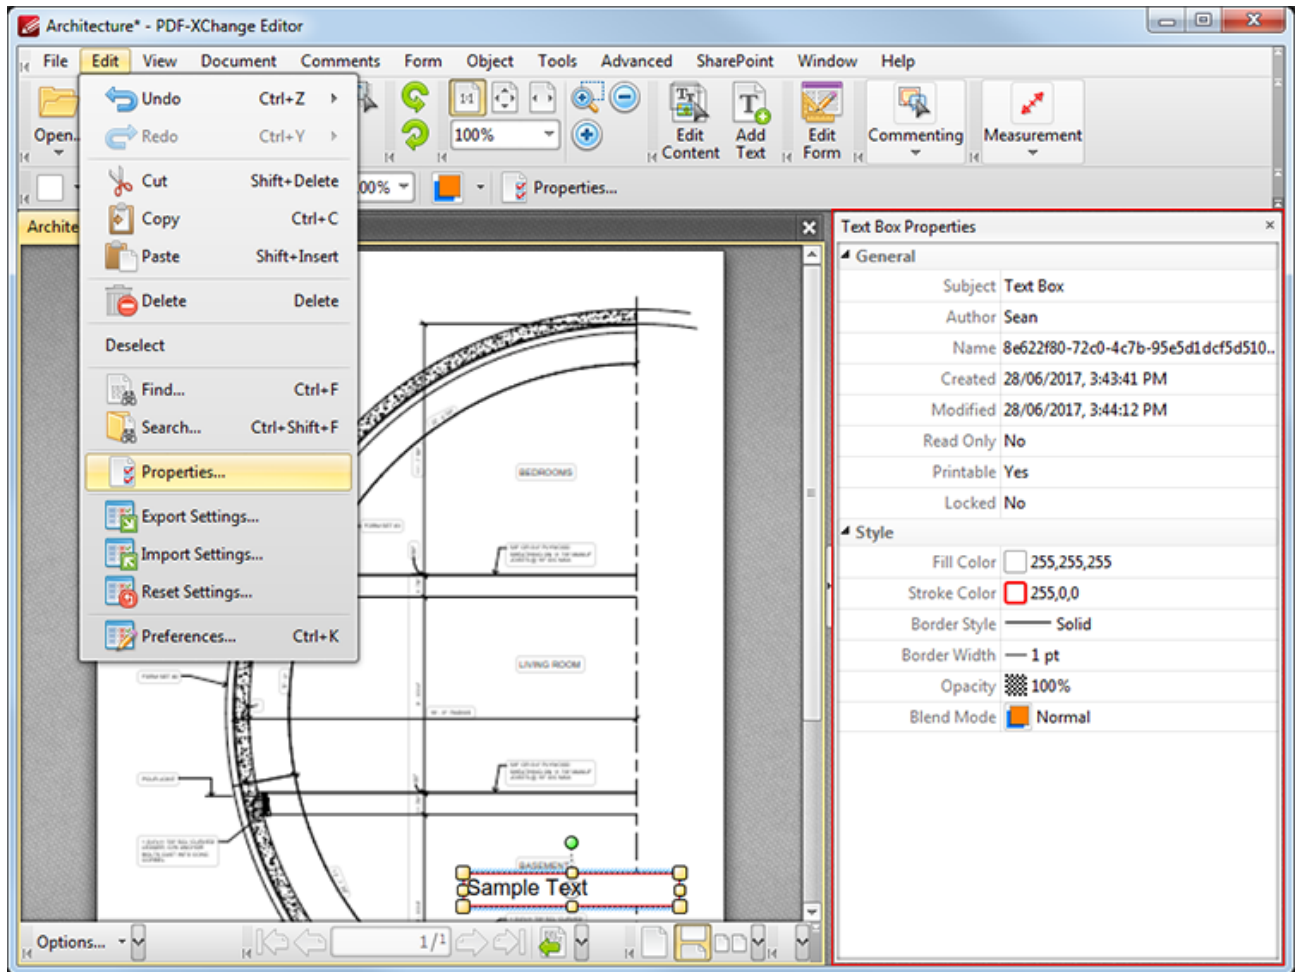 Architecture* - PDF-XChange Editor
File Edit View Document Comments Form Object Tools Advanced SharePoint Window Help
Undo Ctrl+Z
Redo Ctrl+Y
Cut Shift+Delete
Copy Ctrl+C
Paste Shift+Insert
Delete Delete
Deselect
Find... Ctrl+F
Search... Ctrl+Shift+F
Properties...
Export Settings...
Import Settings...
Reset Settings...
Preferences... Ctrl+K
Open...
1:1
100%
Edit Content
Add Text
Edit Form
Commenting
Measurement
00%
Properties...
Archite
BEDROOMS
LIVING ROOM
BASEMENT
Sample Text
Options...
1/1
Text Box Properties
General
Subject Text Box
Author Sean
Name 8e622f80-72c0-4c7b-95e5d1dcf5d510...
Created 28/06/2017, 3:43:41 PM
Modified 28/06/2017, 3:44:12 PM
Read Only No
Printable Yes
Locked No
Style
Fill Color 255,255,255
Stroke Color 255,0,0
Border Style Solid
Border Width 1 pt
Opacity 100%
Blend Mode Normal